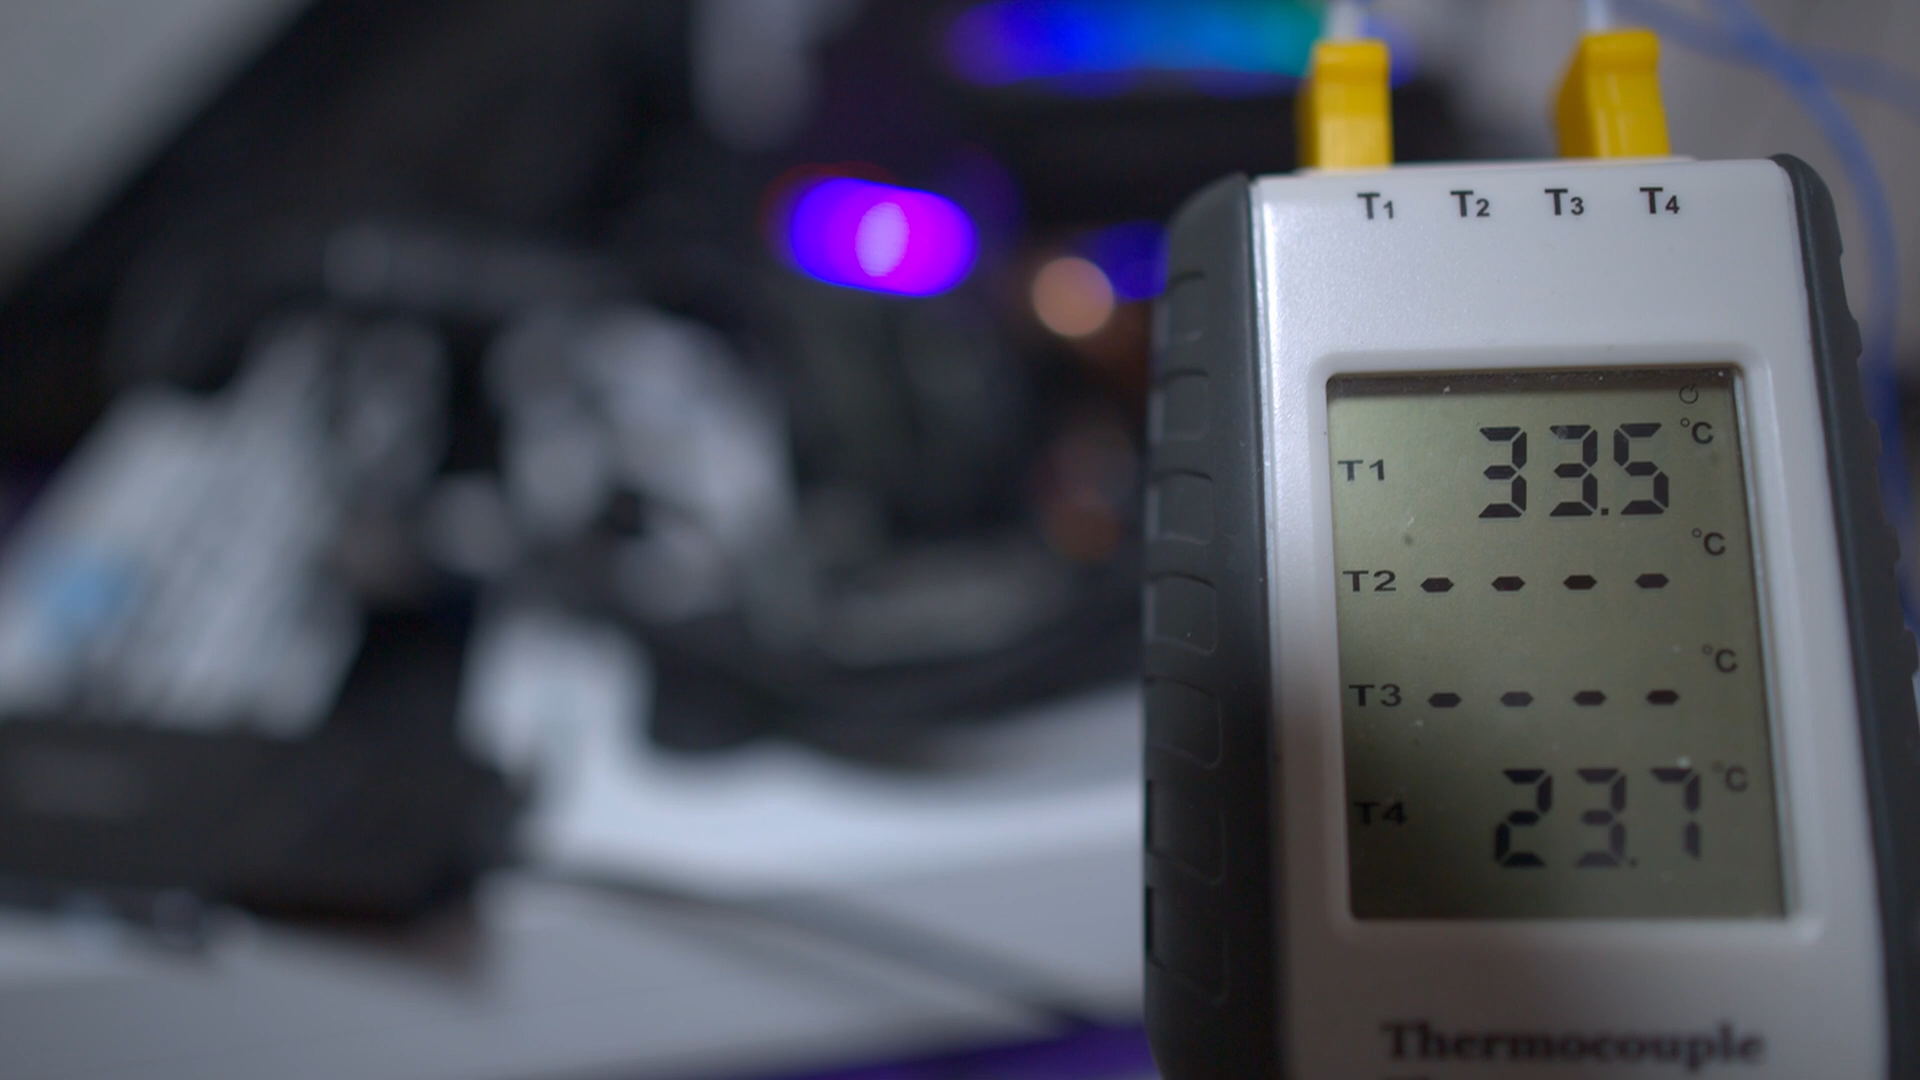 T1 T2 T3 T4
T1 33.5 °C
T2 - - - - °C
T3 - - - - °C
T4 23.7 °C
Thermocouple